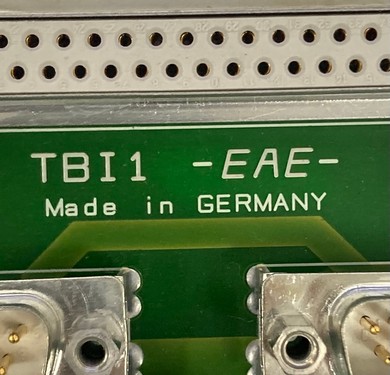 TBI1 -EAE-
Made in GERMANY